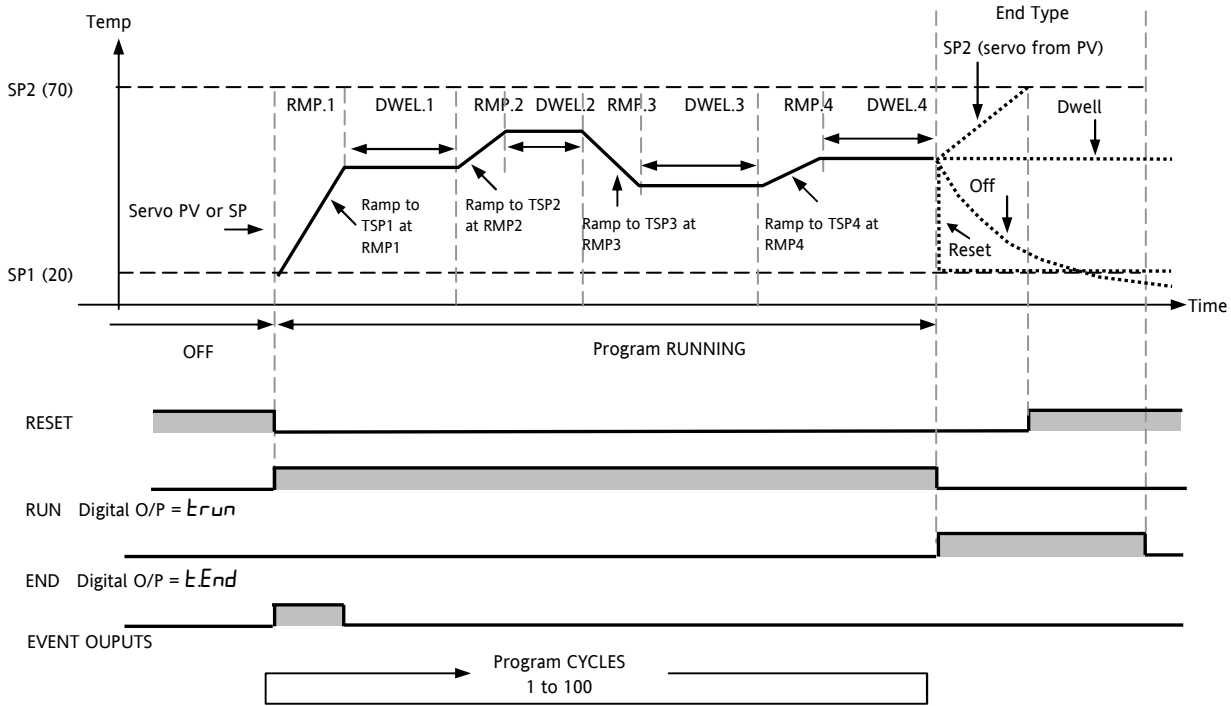 End Type
Temp
SP2 (servo from PV)
SP2 (70)
RMP.1
DWEL.1
RMP.2
DWEL.2
RMP.3
DWEL.3
RMP.4
DWEL.4
Dwell
Servo PV or SP
Ramp to
TSP1 at
RMP1
Ramp to TSP2
at RMP2
Ramp to TSP3 at
RMP3
Ramp to TSP4 at
RMP4
Off
Reset
SP1 (20)
Time
OFF
Program RUNNING
RESET
RUN Digital O/P = trun
END Digital O/P = t.End
EVENT OUPUTS
Program CYCLES
1 to 100